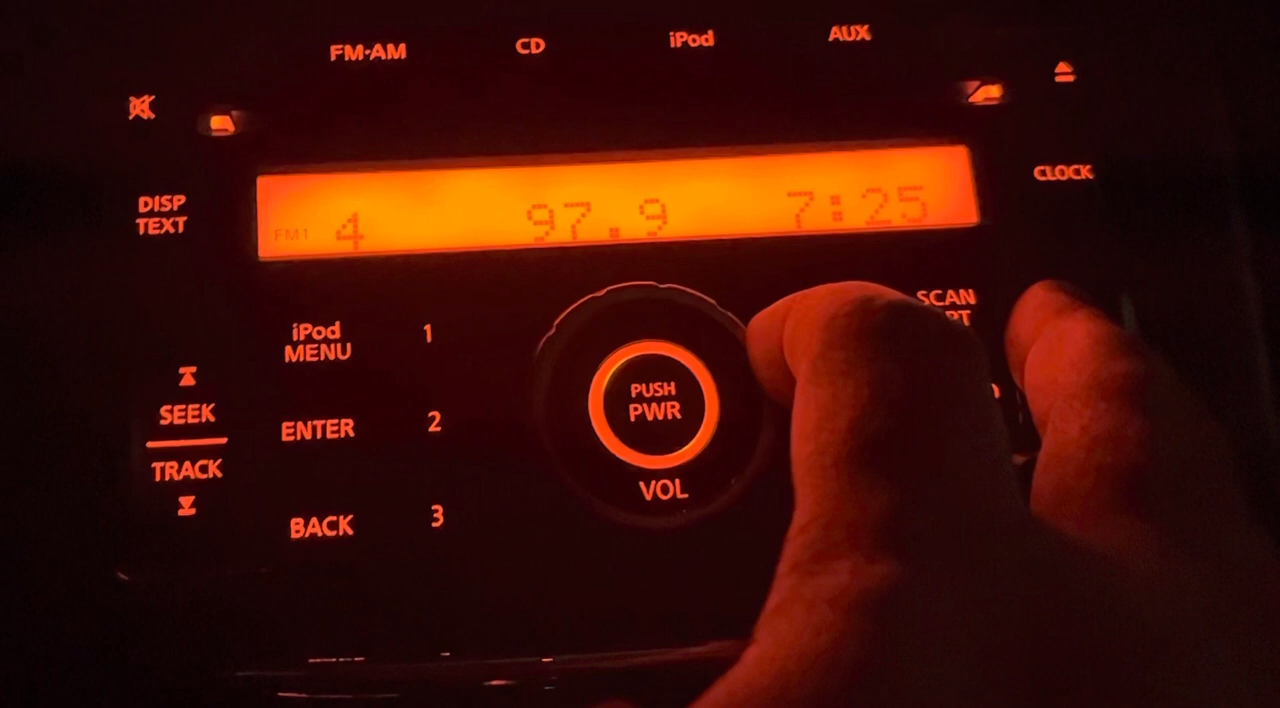 FM·AM CD iPod AUX
DISP
TEXT
CLOCK
FM1 4 97.9 7:25
iPod
MENU
1
SCAN
SEEK
TRACK
ENTER
2
BACK
3
PUSH
PWR
VOL